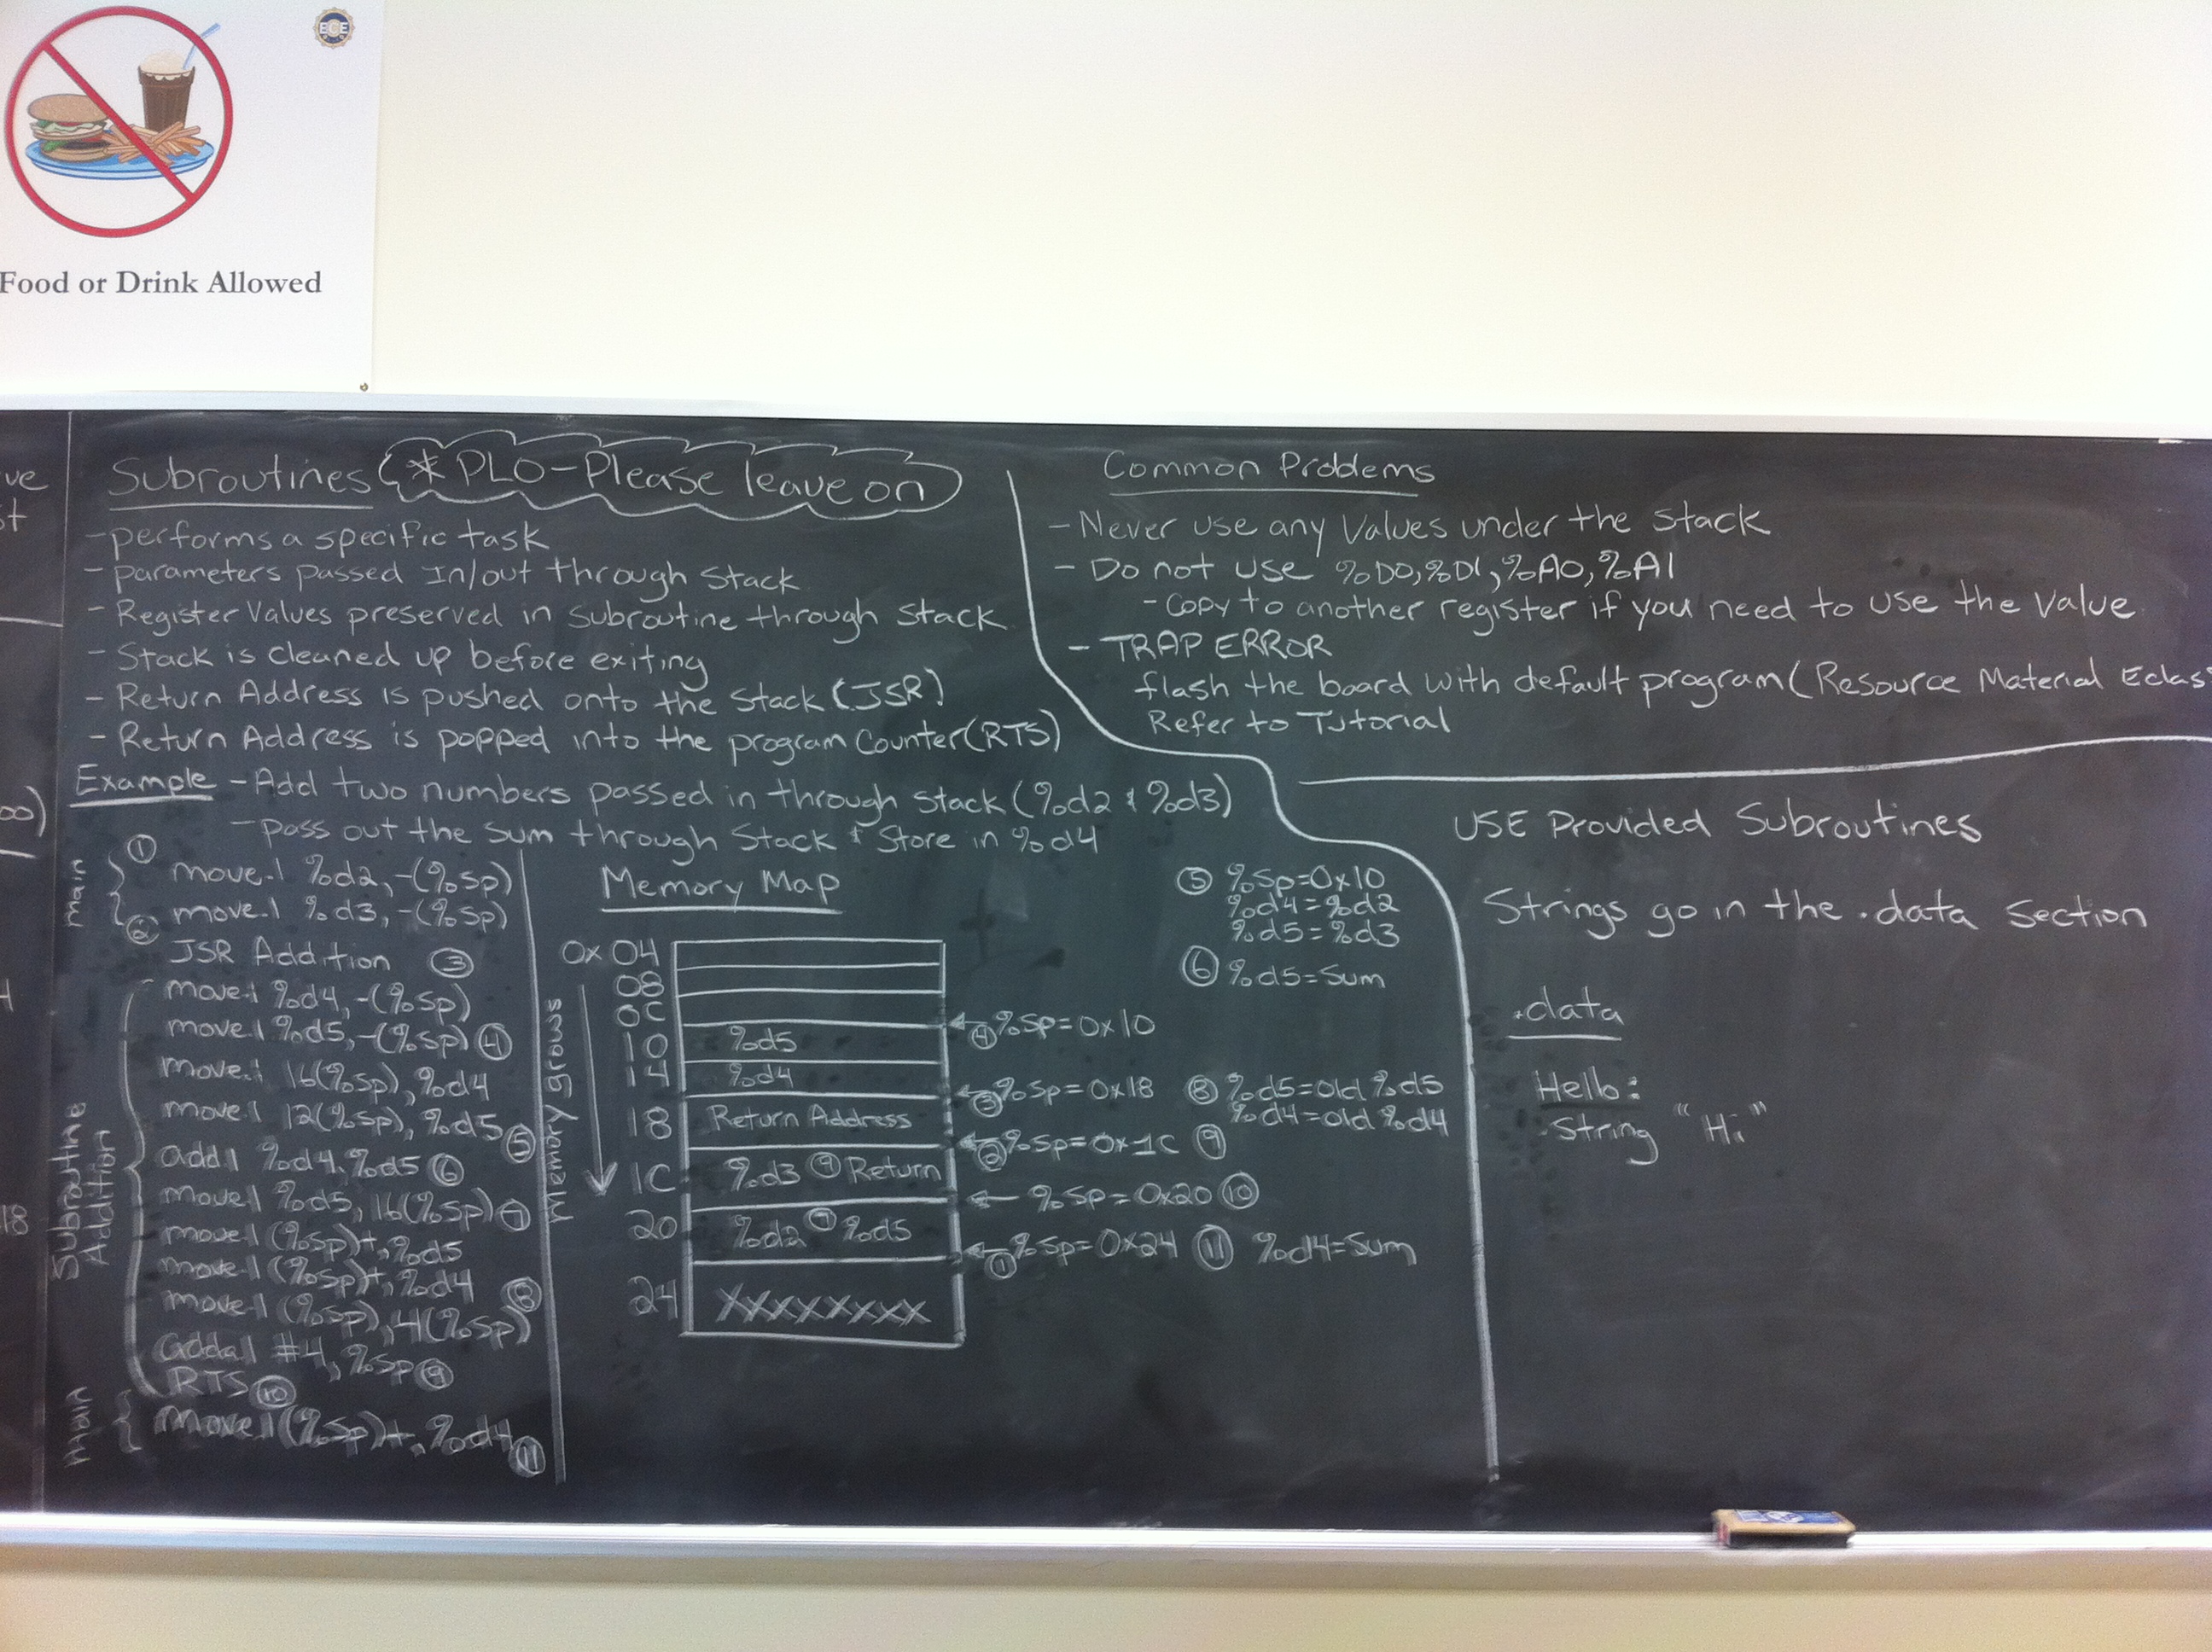 ECE
Food or Drink Allowed
ve
st
oo)
4
18
Subroutines (* PLO-Please leave on
- performs a specific task
- parameters passed In/out through Stack
- Register Values preserved in subroutine through Stack
- Stack is cleaned up before exiting
- Return Address is pushed onto the Stack (JSR)
- Return Address is popped into the program Counter(RTS)
Example - Add two numbers passed in through Stack (%d2 & %d3)
- pass out the sum through Stack & Store in %d4
main
① move.l %d2, -(%sp)
② move.l %d3, -(%sp)
JSR Addition ③
Subroutine Addition
move.l %d4, -(%sp)
move.l %d5, -(%sp) ④
move.l 16(%sp), %d4
move.l 12(%sp), %d5 ⑤
add.l %d4, %d5 ⑥
move.l %d5, 16(%sp) ⑦
move.l (%sp)+, %d5
move.l (%sp)+, %d4 ⑧
move.l (%sp), 4(%sp)
adda.l #4, %sp ⑨
RTS ⑩
main
move.l (%sp)+, %d4 ⑪
Memory Map
Memory grows
0x 04
08
0C
10 %d5
14 %d4
18 Return Address
1C %d3 ⑨ Return
20 %d2 ⑦ %d5
24 XXXXXXXX
④ %sp=0x10
③ %sp=0x18
② %sp=0x1C ⑨
%sp=0x20 ⑩
① %sp=0x24 ⑪ %d4=Sum
⑤ %sp=0x10
%d4=%d2
%d5=%d3
⑥ %d5=Sum
⑧ %d5=old %d5
%d4=old %d4
Common Problems
- Never use any Values under the Stack
- Do not use %D0,%D1,%A0,%A1
- Copy to another register if you need to use the Value
- TRAP ERROR
flash the board with default program (Resource Material Eclas
Refer to Tutorial
USE Provided Subroutines
Strings go in the .data Section
.data
Hello:
.String "Hi"